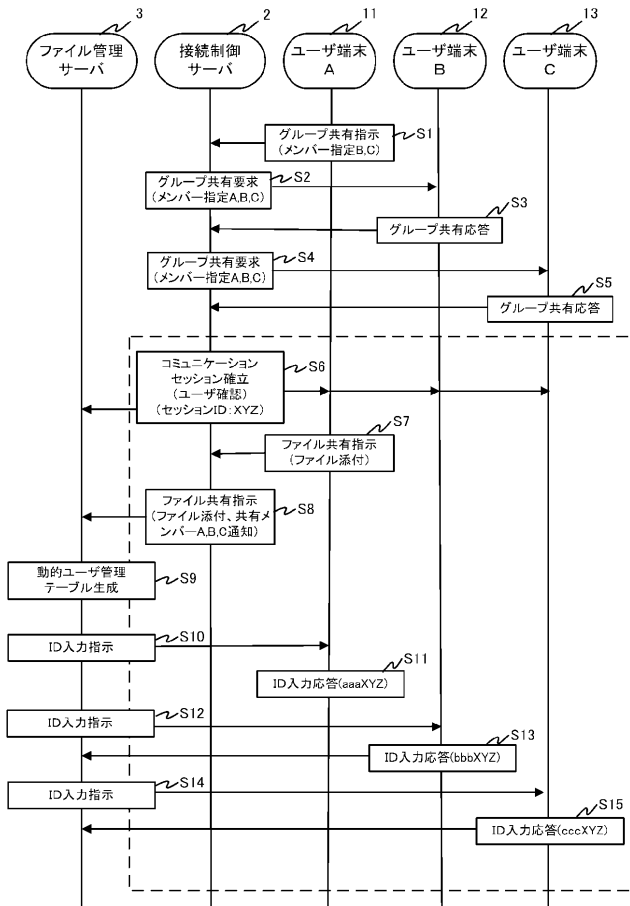 3
2
11
12
13
ファイル管理
サーバ
接続制御
サーバ
ユーザ端末
A
ユーザ端末
B
ユーザ端末
C
グループ共有指示
(メンバー指定B,C)
S1
グループ共有要求
(メンバー指定A,B,C)
S2
グループ共有応答
S3
グループ共有要求
(メンバー指定A,B,C)
S4
グループ共有応答
S5
コミュニケーション
セッション確立
(ユーザ確認)
(セッションID:XYZ)
S6
ファイル共有指示
(ファイル添付)
S7
ファイル共有指示
(ファイル添付、共有メ
ンバーA,B,C通知)
S8
動的ユーザ管理
テーブル生成
S9
ID入力指示
S10
ID入力応答(aaaXYZ)
S11
ID入力指示
S12
ID入力応答(bbbXYZ)
S13
ID入力指示
S14
ID入力応答(cccXYZ)
S15